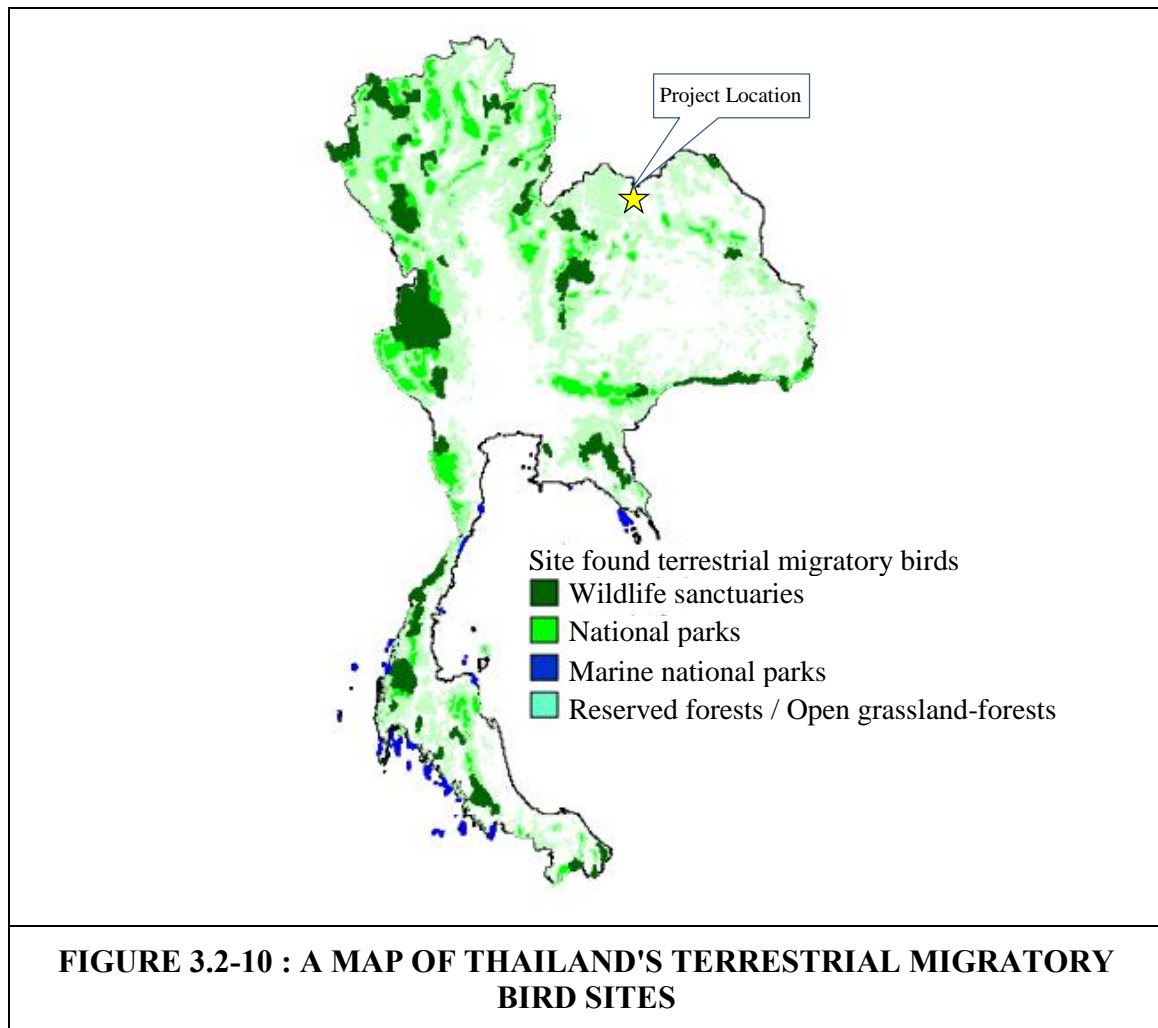 Project Location
Site found terrestrial migratory birds
Wildlife sanctuaries
National parks
Marine national parks
Reserved forests / Open grassland-forests
FIGURE 3.2-10 : A MAP OF THAILAND'S TERRESTRIAL MIGRATORY
BIRD SITES